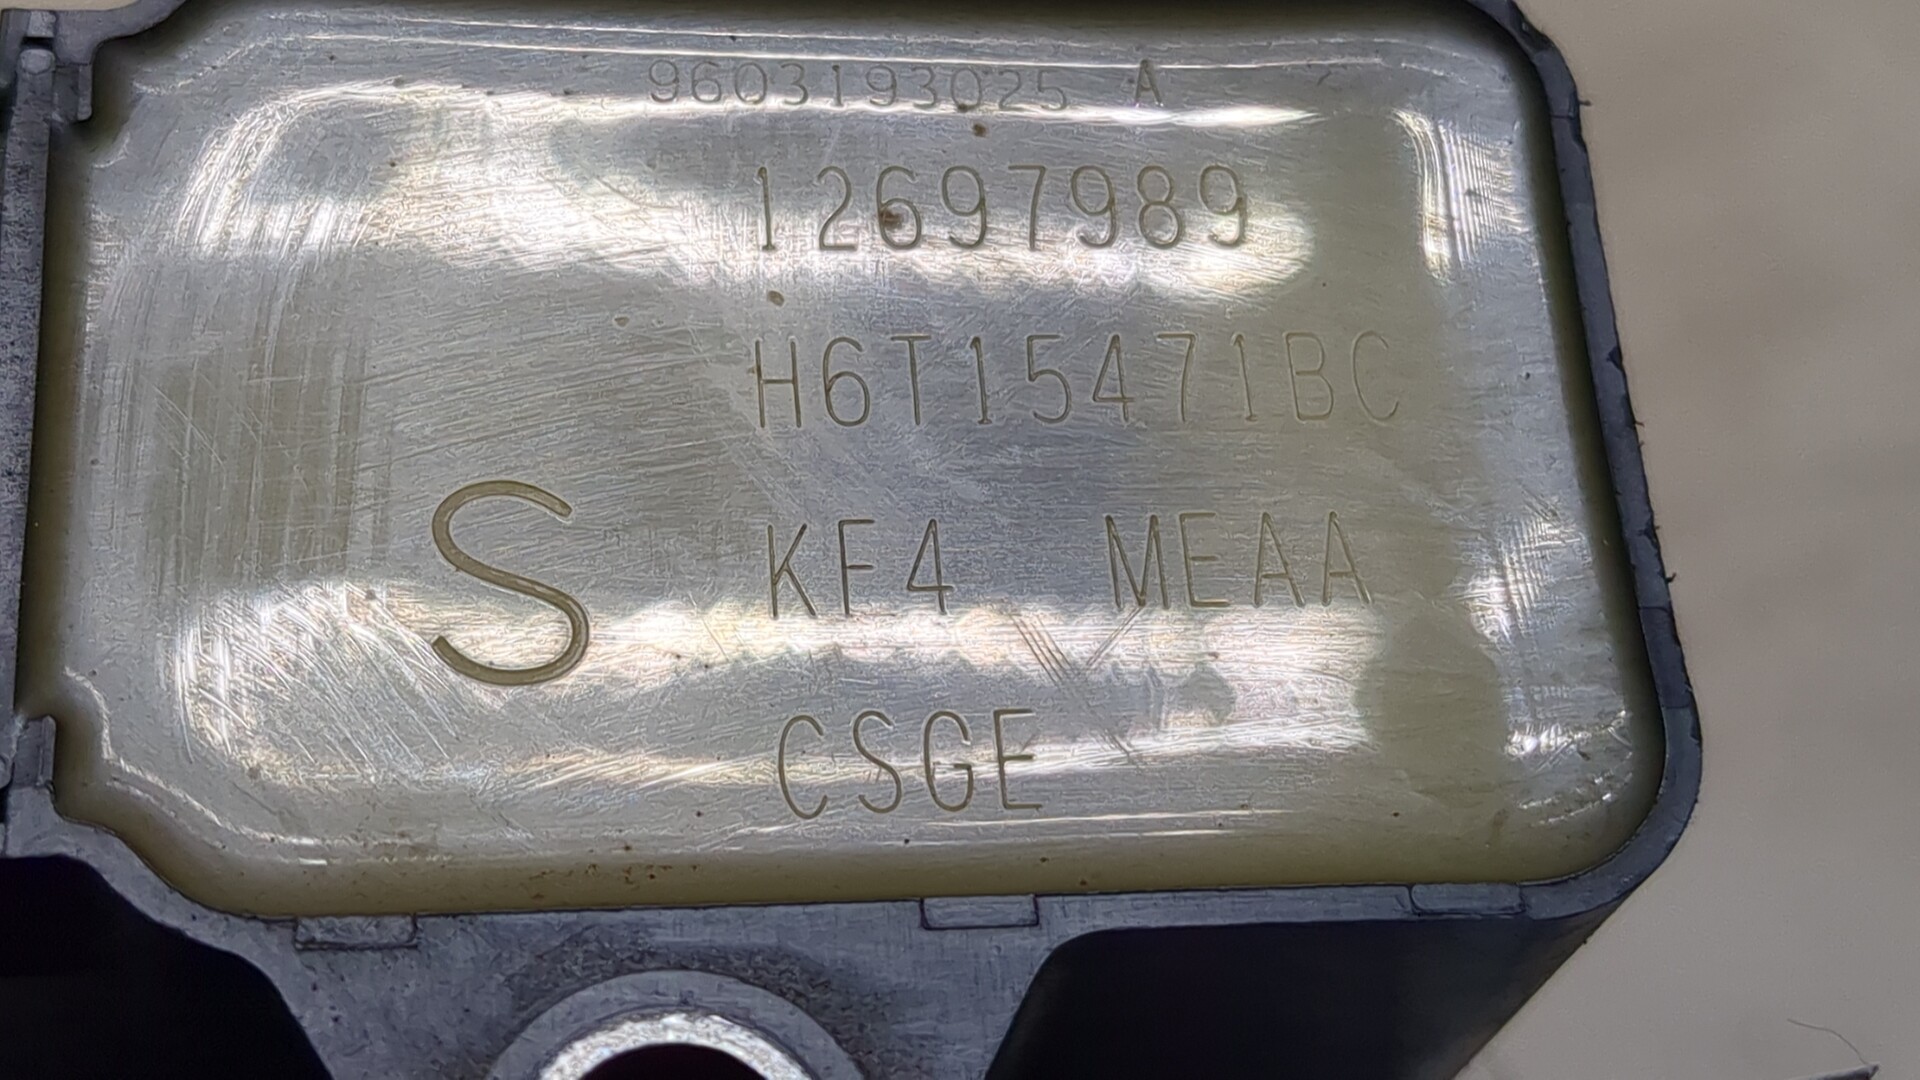 9603193025 A
12697989
H6T15471BC
S KF4 MEAA
CSGE